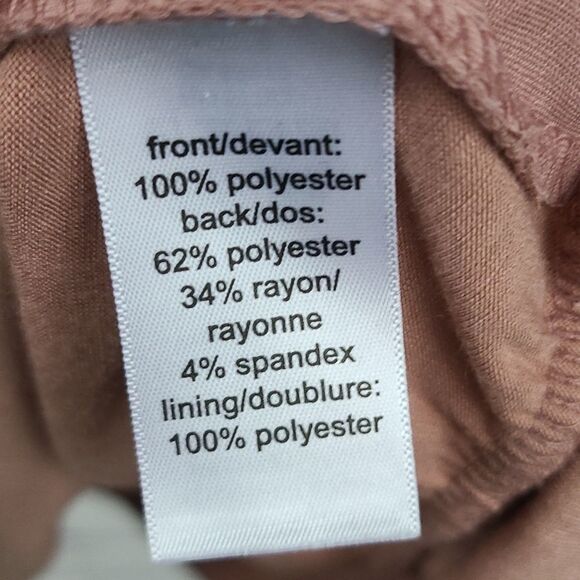 front/devant:
100% polyester
back/dos:
62% polyester
34% rayon/
rayonne
4% spandex
lining/doublure:
100% polyester